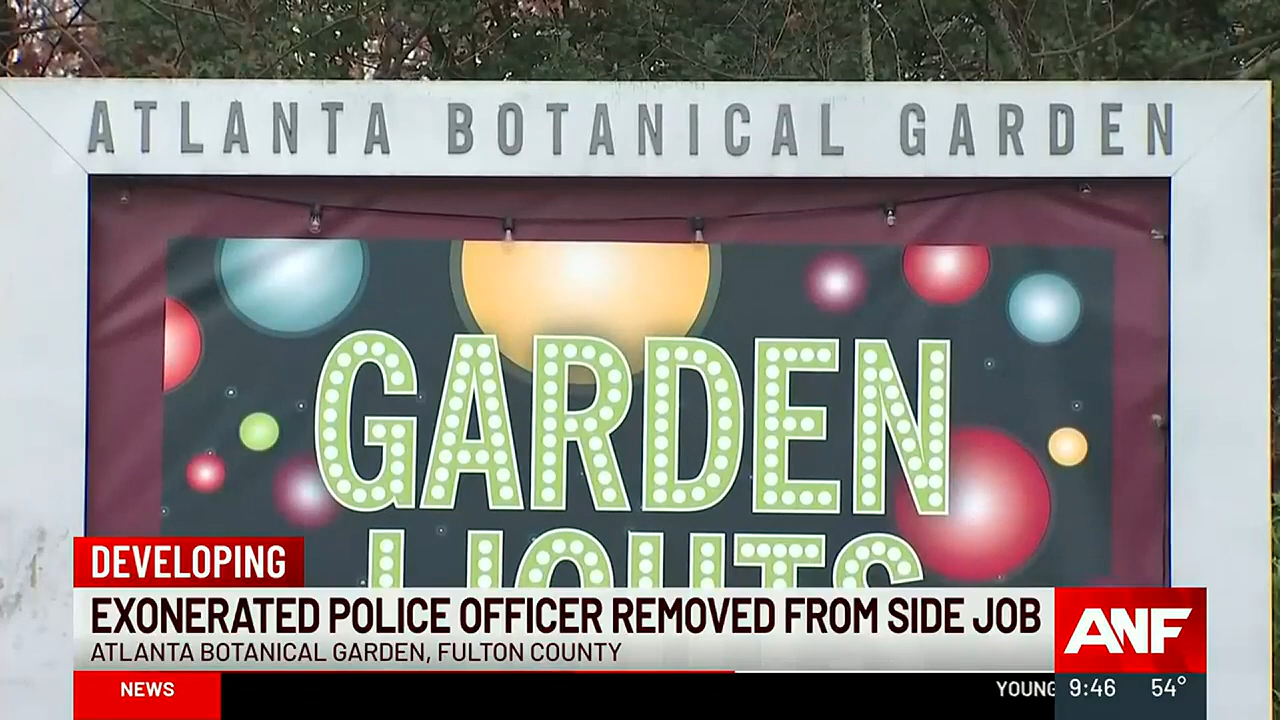 ATLANTA BOTANICAL GARDEN
GARDEN
LIGHTS
DEVELOPING
EXONERATED POLICE OFFICER REMOVED FROM SIDE JOB
ATLANTA BOTANICAL GARDEN, FULTON COUNTY
ANF
NEWS
YOUNG
9:46 54°